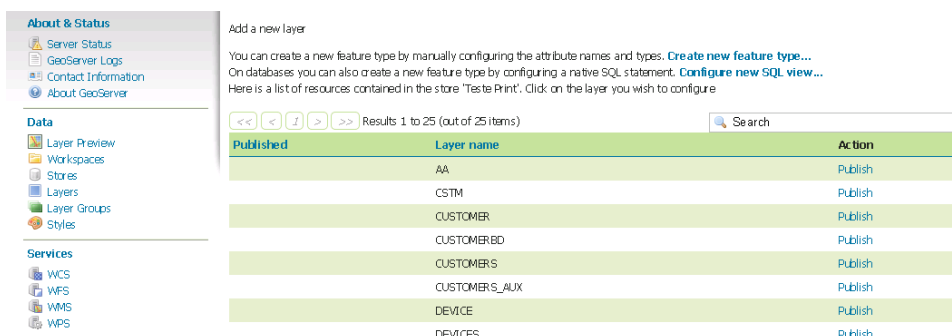 About & Status
Server Status
GeoServer Logs
Contact Information
About GeoServer
Data
Layer Preview
Workspaces
Stores
Layers
Layer Groups
Styles
Services
WCS
WFS
WMS
WPS
Add a new layer
You can create a new feature type by manually configuring the attribute names and types. Create new feature type...
On databases you can also create a new feature type by configuring a native SQL statement. Configure new SQL view...
Here is a list of resources contained in the store 'Teste Print'. Click on the layer you wish to configure
<< < 1 > >> Results 1 to 25 (out of 25 items) Search
Published Layer name Action
AA Publish
CSTM Publish
CUSTOMER Publish
CUSTOMERBD Publish
CUSTOMERS Publish
CUSTOMERS_AUX Publish
DEVICE Publish
DEVICES Publish